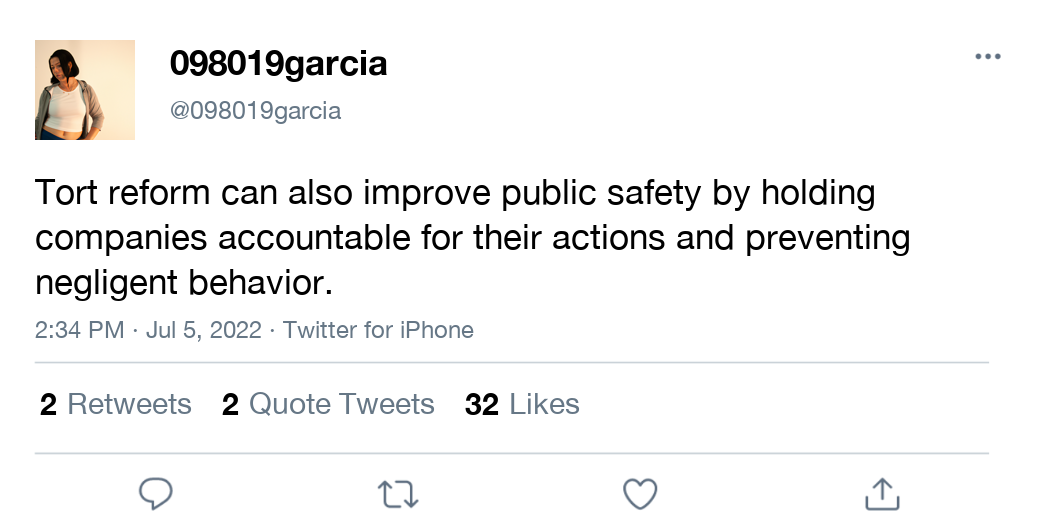 098019garcia
@098019garcia
Tort reform can also improve public safety by holding
companies accountable for their actions and preventing
negligent behavior.
2:34 PM · Jul 5, 2022 · Twitter for iPhone
2 Retweets 2 Quote Tweets 32 Likes